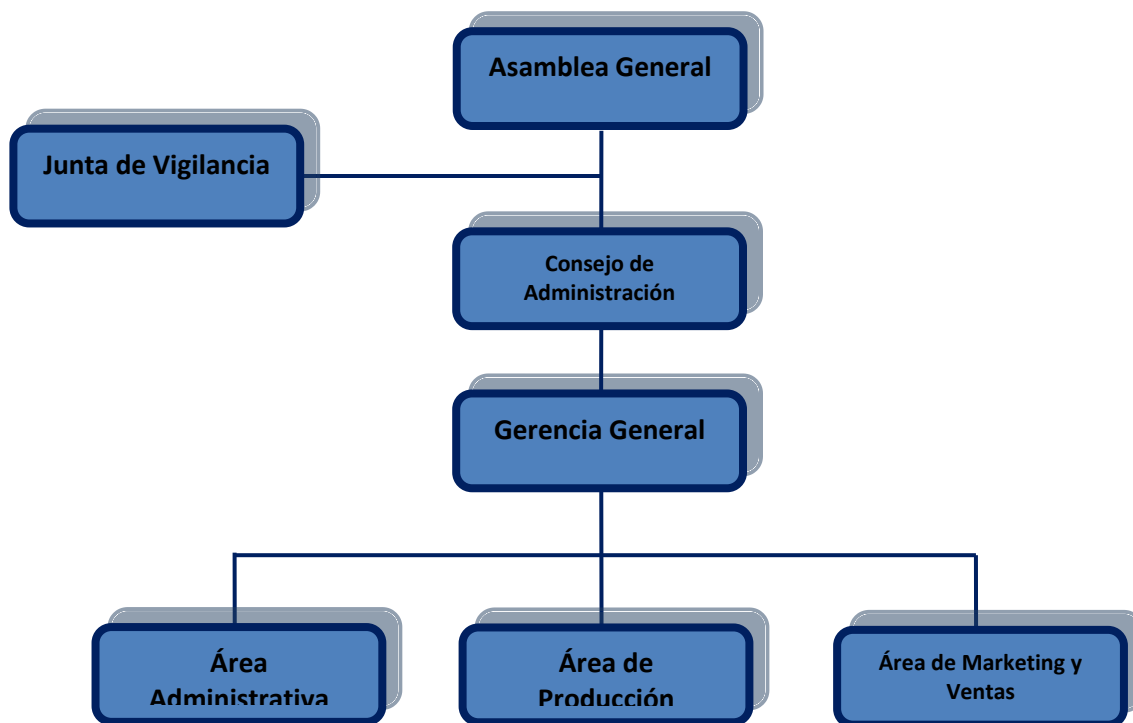 Asamblea General
Junta de Vigilancia
Consejo de
Administración
Gerencia General
Área
Administrativa
Área de
Producción
Área de Marketing y
Ventas